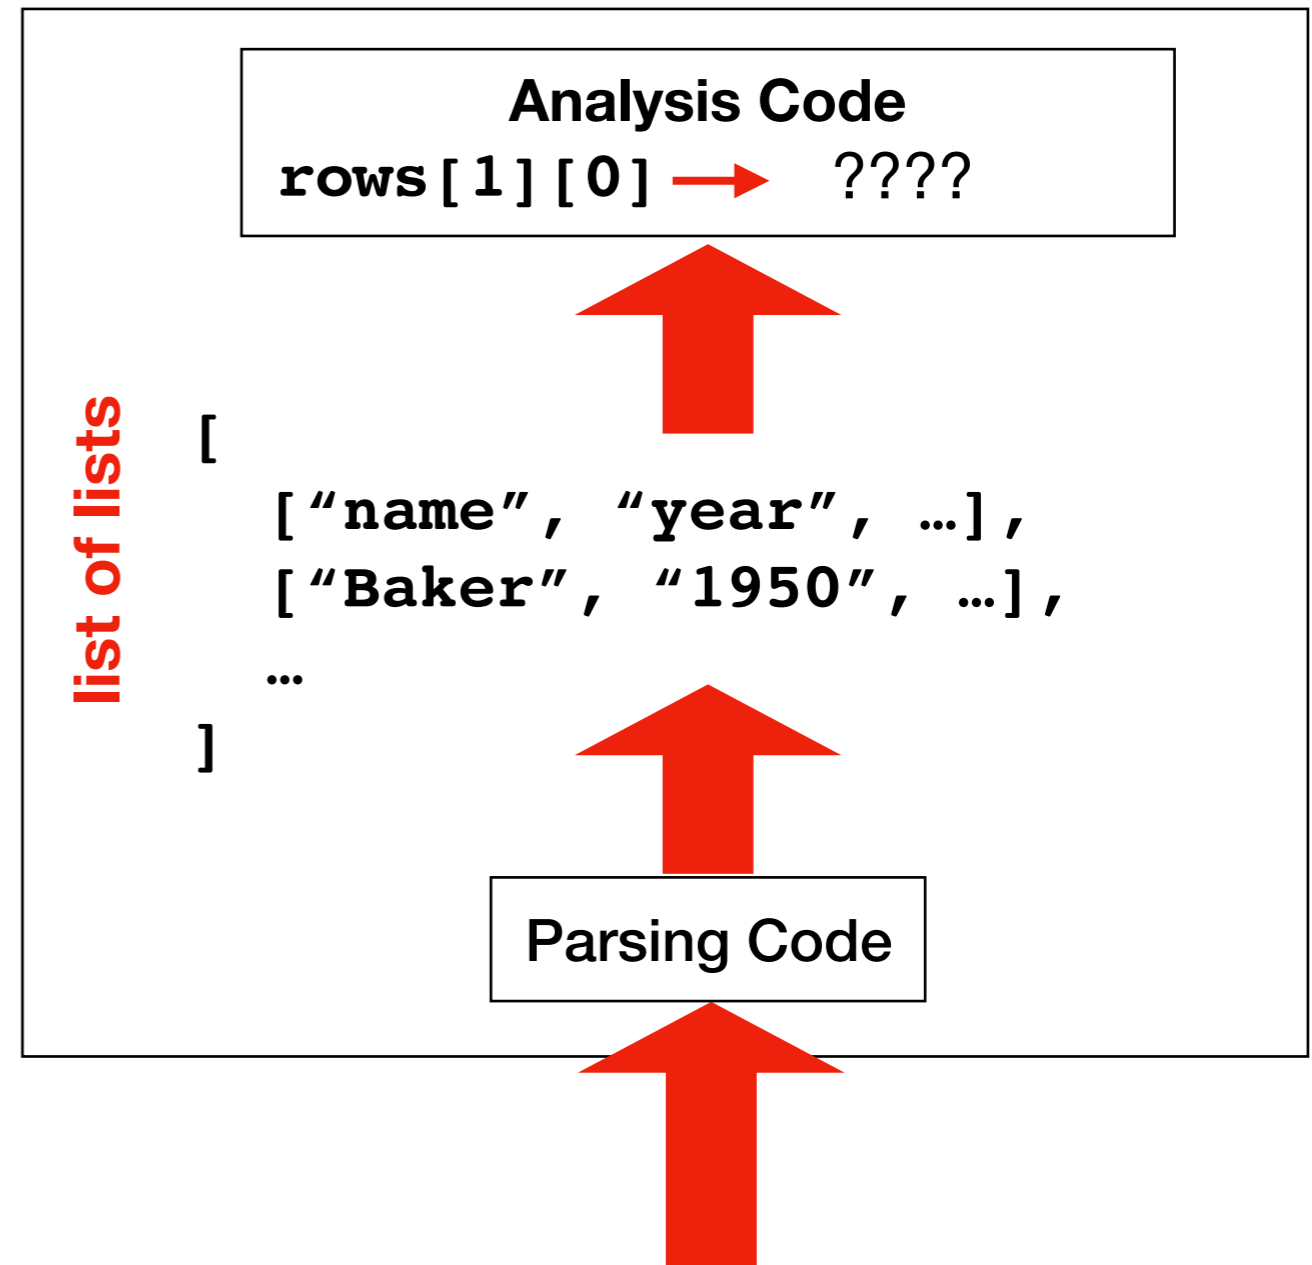 Analysis Code
rows[1][0] → ????
list of lists
[
[“name”, “year”, …],
[“Baker”, “1950”, …],
…
]
Parsing Code